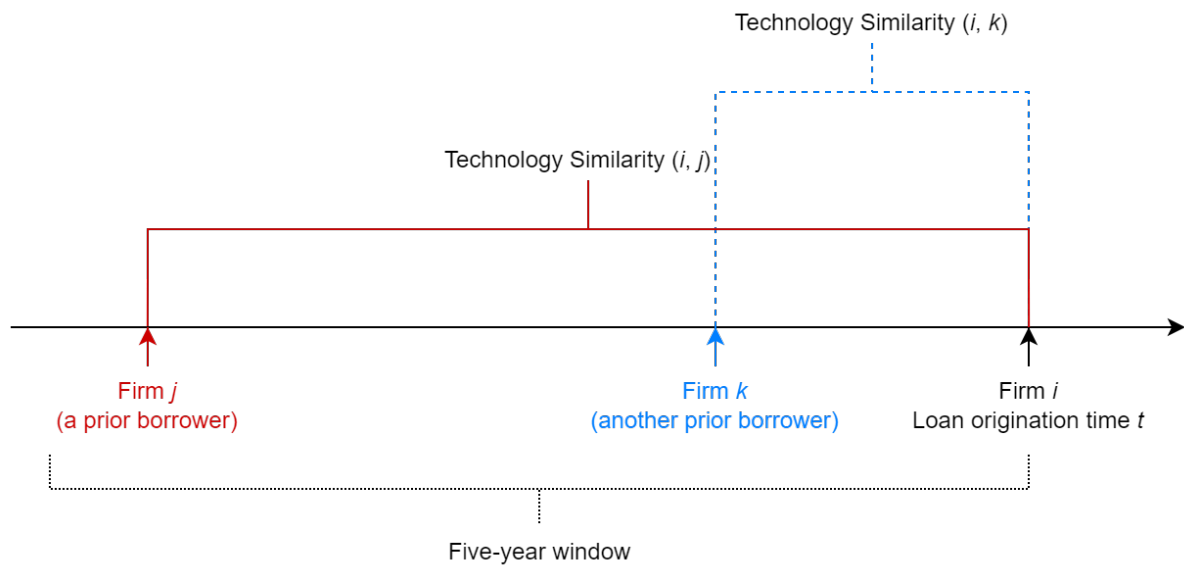 Technology Similarity (i, k)
Technology Similarity (i, j)
Firm j
(a prior borrower)
Firm k
(another prior borrower)
Firm i
Loan origination time t
Five-year window